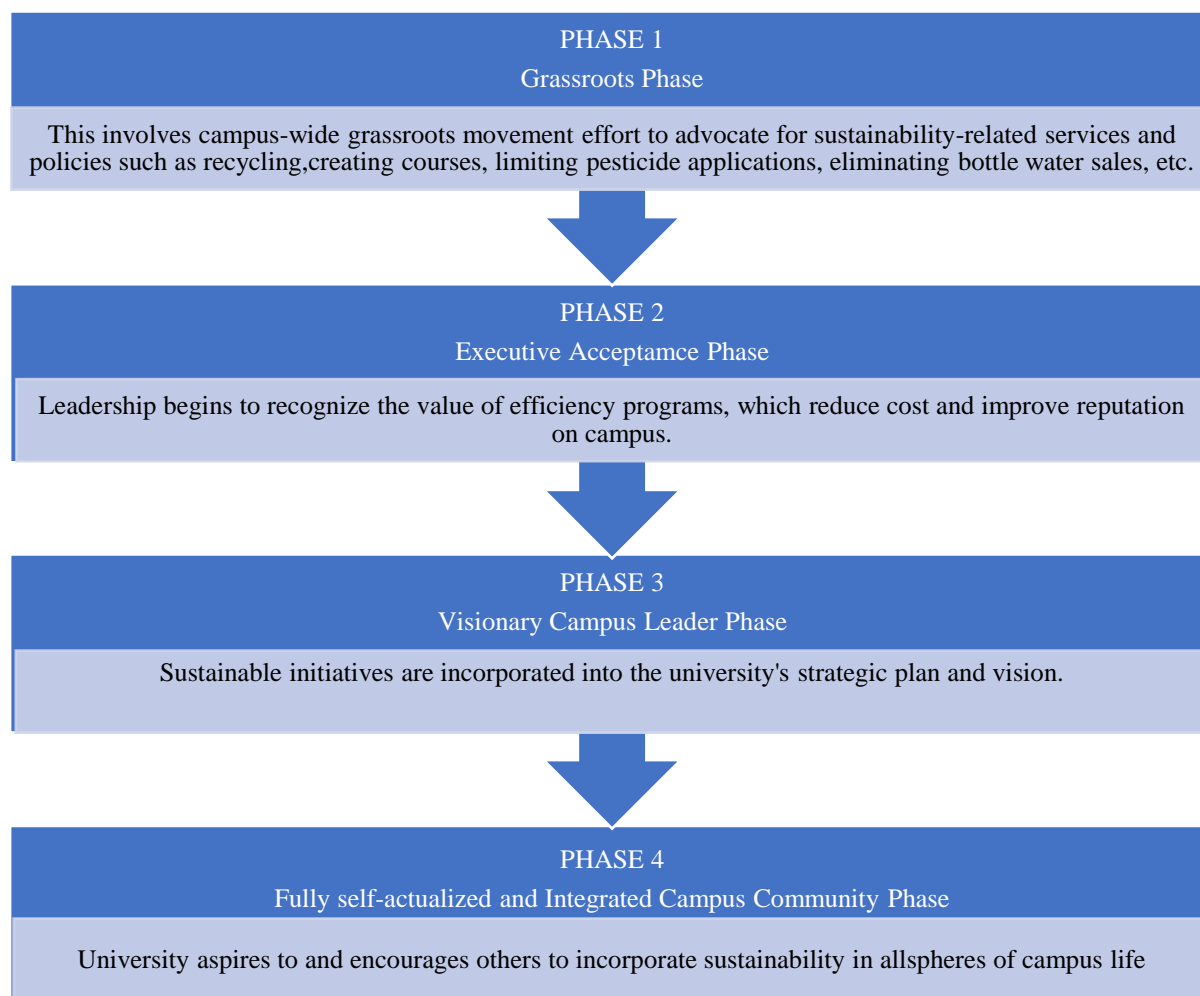 PHASE 1
Grassroots Phase
This involves campus-wide grassroots movement effort to advocate for sustainability-related services and
policies such as recycling,creating courses, limiting pesticide applications, eliminating bottle water sales, etc.
PHASE 2
Executive Acceptamce Phase
Leadership begins to recognize the value of efficiency programs, which reduce cost and improve reputation
on campus.
PHASE 3
Visionary Campus Leader Phase
Sustainable initiatives are incorporated into the university's strategic plan and vision.
PHASE 4
Fully self-actualized and Integrated Campus Community Phase
University aspires to and encourages others to incorporate sustainability in allspheres of campus life